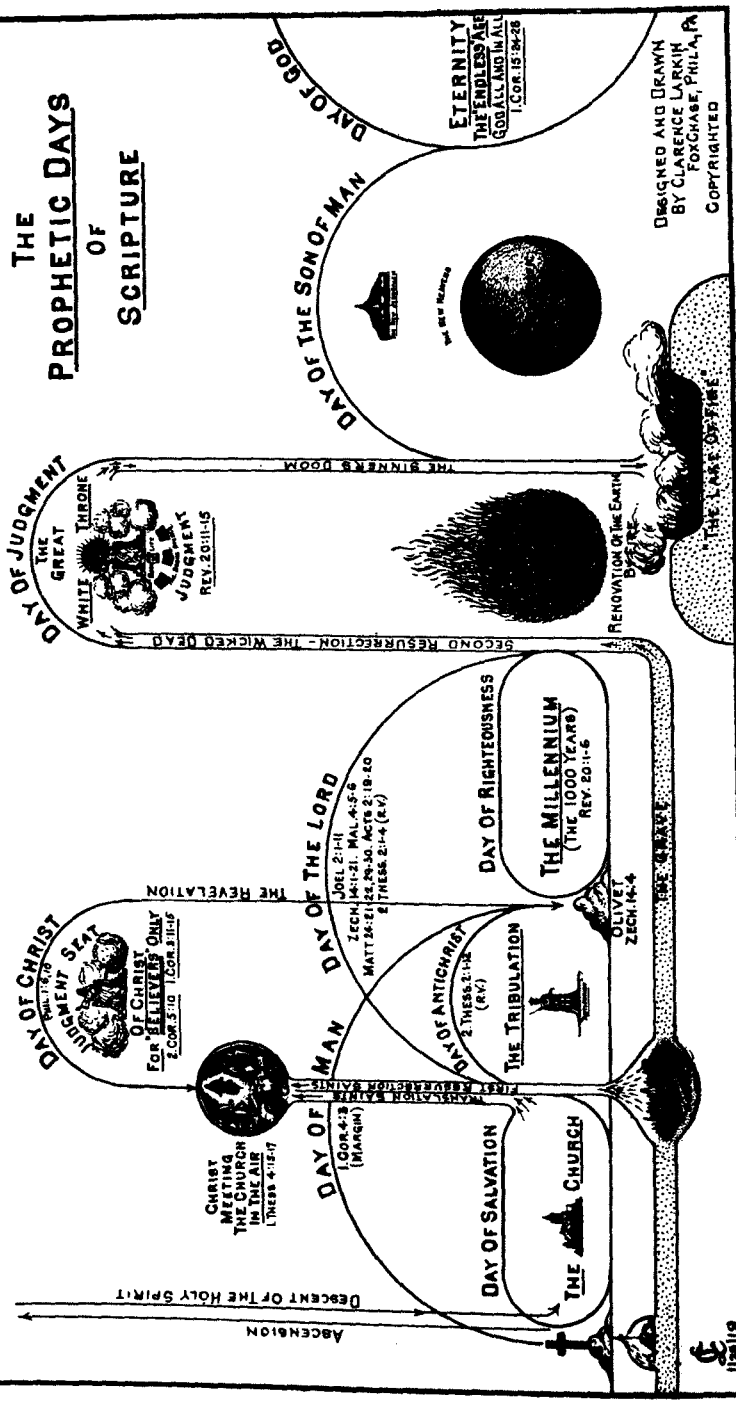 THE
PROPHETIC DAYS
OF
SCRIPTURE
ASCENSION
DESCENT OF THE HOLY SPIRIT
DAY OF SALVATION
THE CHURCH
DAY OF MAN
1.COR.4:3
(MARGIN)
CHRIST
MEETING
THE CHURCH
IN THE AIR
1.THESS 4:15-17
TRANSLATION SAINTS
FIRST RESURRECTION SAINTS
DAY OF CHRIST
JUDGMENT SEAT
OF CHRIST
FOR "BELIEVERS" ONLY
2.COR.5:10 1.COR.3:11-15
THE REVELATION
DAY OF ANTICHRIST
2.THESS.2:1-12
(R.V.)
THE TRIBULATION
DAY OF THE LORD
JOEL 2:1-11
ZECH.14:1-21. MAL.4:5-6
MATT 24:21-22,29-30. ACTS 2:19-20
2.THESS.2:1-4 (R.V.)
OLIVET
ZECH.14:4
DAY OF RIGHTEOUSNESS
THE MILLENNIUM
(THE 1000 YEARS)
REV. 20:1-6
THE GRAVE
SECOND RESURRECTION - THE WICKED DEAD
DAY OF JUDGMENT
THE
GREAT
WHITE THRONE
JUDGMENT
REV. 20:11-15
RENOVATION OF THE EARTH
BY FIRE
THE SINNERS DOOM
"THE LAKE OF FIRE"
DAY OF THE SON OF MAN
THE NEW HEAVENS
DAY OF GOD
ETERNITY
THE "ENDLESS" AGE
GOD ALL AND IN ALL
1.COR.15:24-28
DESIGNED AND DRAWN
BY CLARENCE LARKIN
FOXCHASE, PHILA., PA
COPYRIGHTED